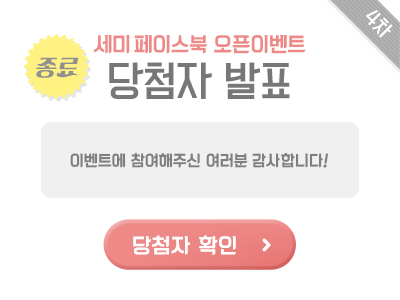 4차
종료
세미 페이스북 오픈이벤트
당첨자 발표
이벤트에 참여해주신 여러분 감사합니다!
당첨자 확인